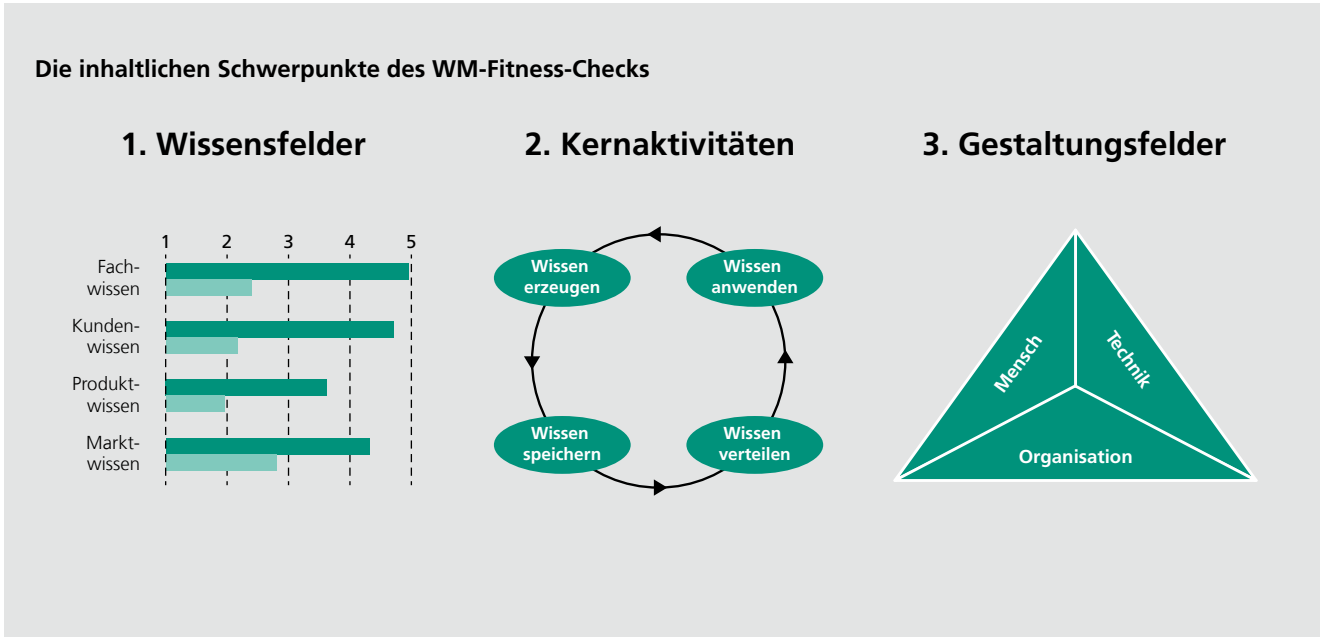 Die inhaltlichen Schwerpunkte des WM-Fitness-Checks
1. Wissensfelder
1 2 3 4 5
Fach-
wissen
Kunden-
wissen
Produkt-
wissen
Markt-
wissen
2. Kernaktivitäten
Wissen
erzeugen
Wissen
anwenden
Wissen
speichern
Wissen
verteilen
3. Gestaltungsfelder
Mensch
Technik
Organisation